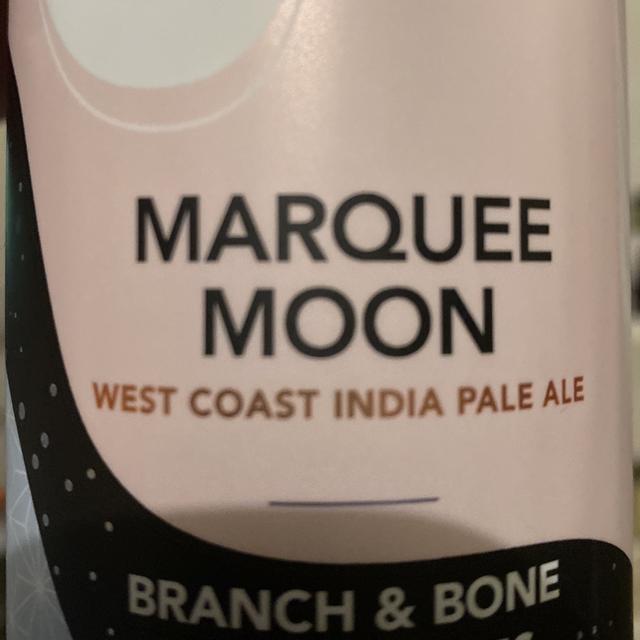 MARQUEE
MOON
WEST COAST INDIA PALE ALE
BRANCH & BONE